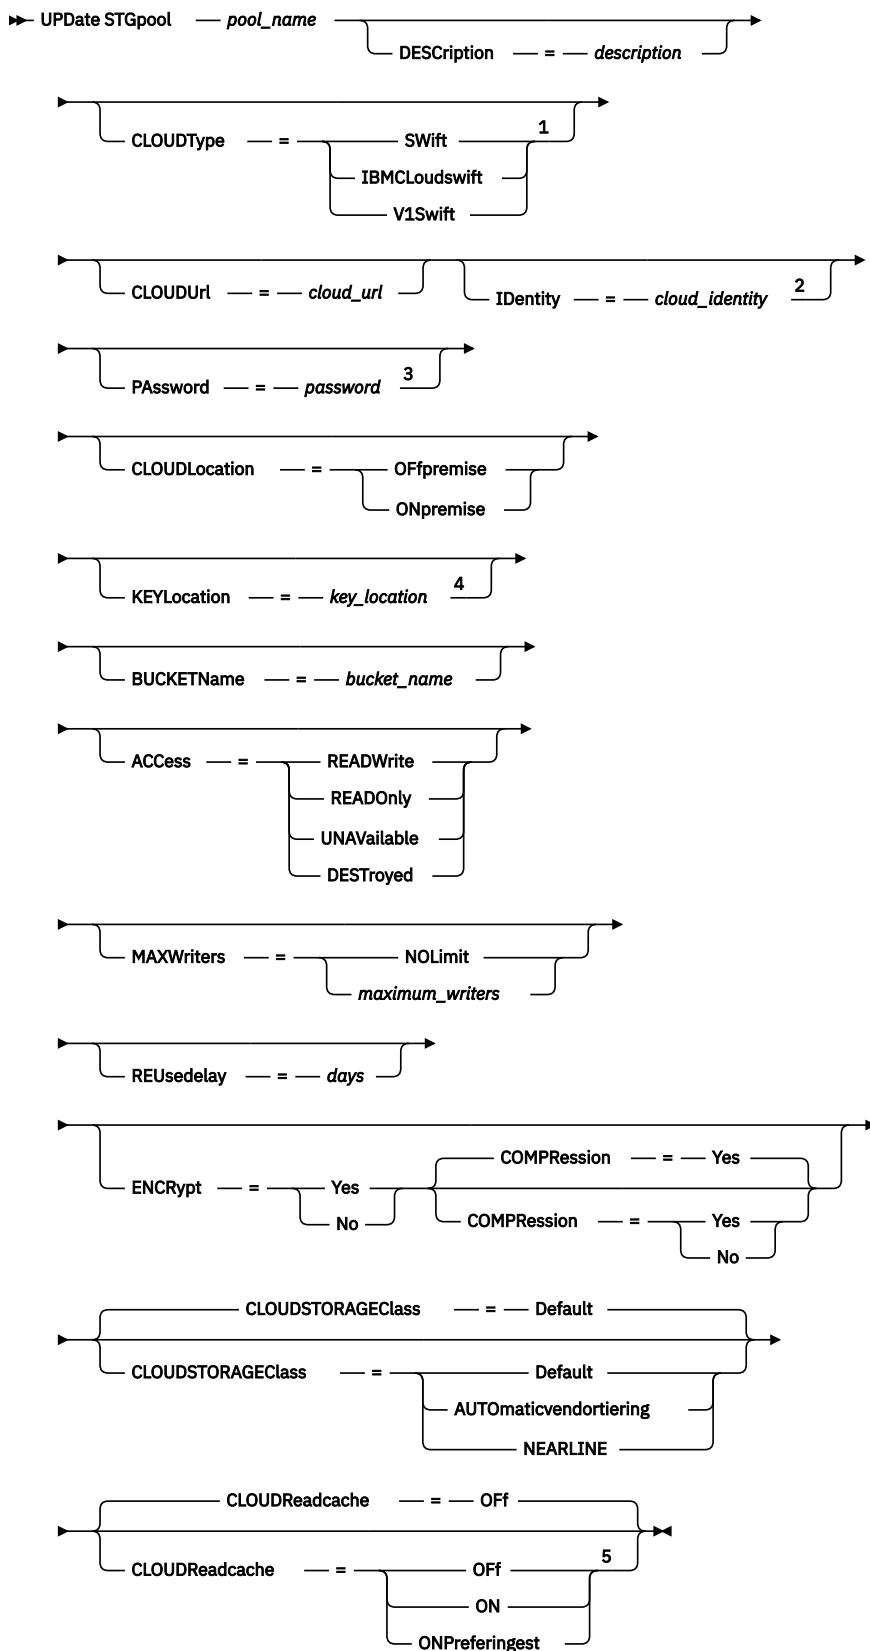 UPDate STGpool pool_name
DESCription = description
CLOUDType = SWift 1
IBMCLoudswift
V1Swift
CLOUDUrl = cloud_url IDentity = cloud_identity 2
PAssword = password 3
CLOUDLocation = OFfpremise
ONpremise
KEYLocation = key_location 4
BUCKETName = bucket_name
ACCess = READWrite
READOnly
UNAVailable
DESTroyed
MAXWriters = NOLimit
maximum_writers
REUsedelay = days
COMPRession = Yes
ENCRypt = Yes
No
COMPRession = Yes
No
CLOUDSTORAGEClass = Default
CLOUDSTORAGEClass = Default
AUTOmaticvendortiering
NEARLINE
CLOUDReadcache = OFf
CLOUDReadcache = OFf 5
ON
ONPreferingest